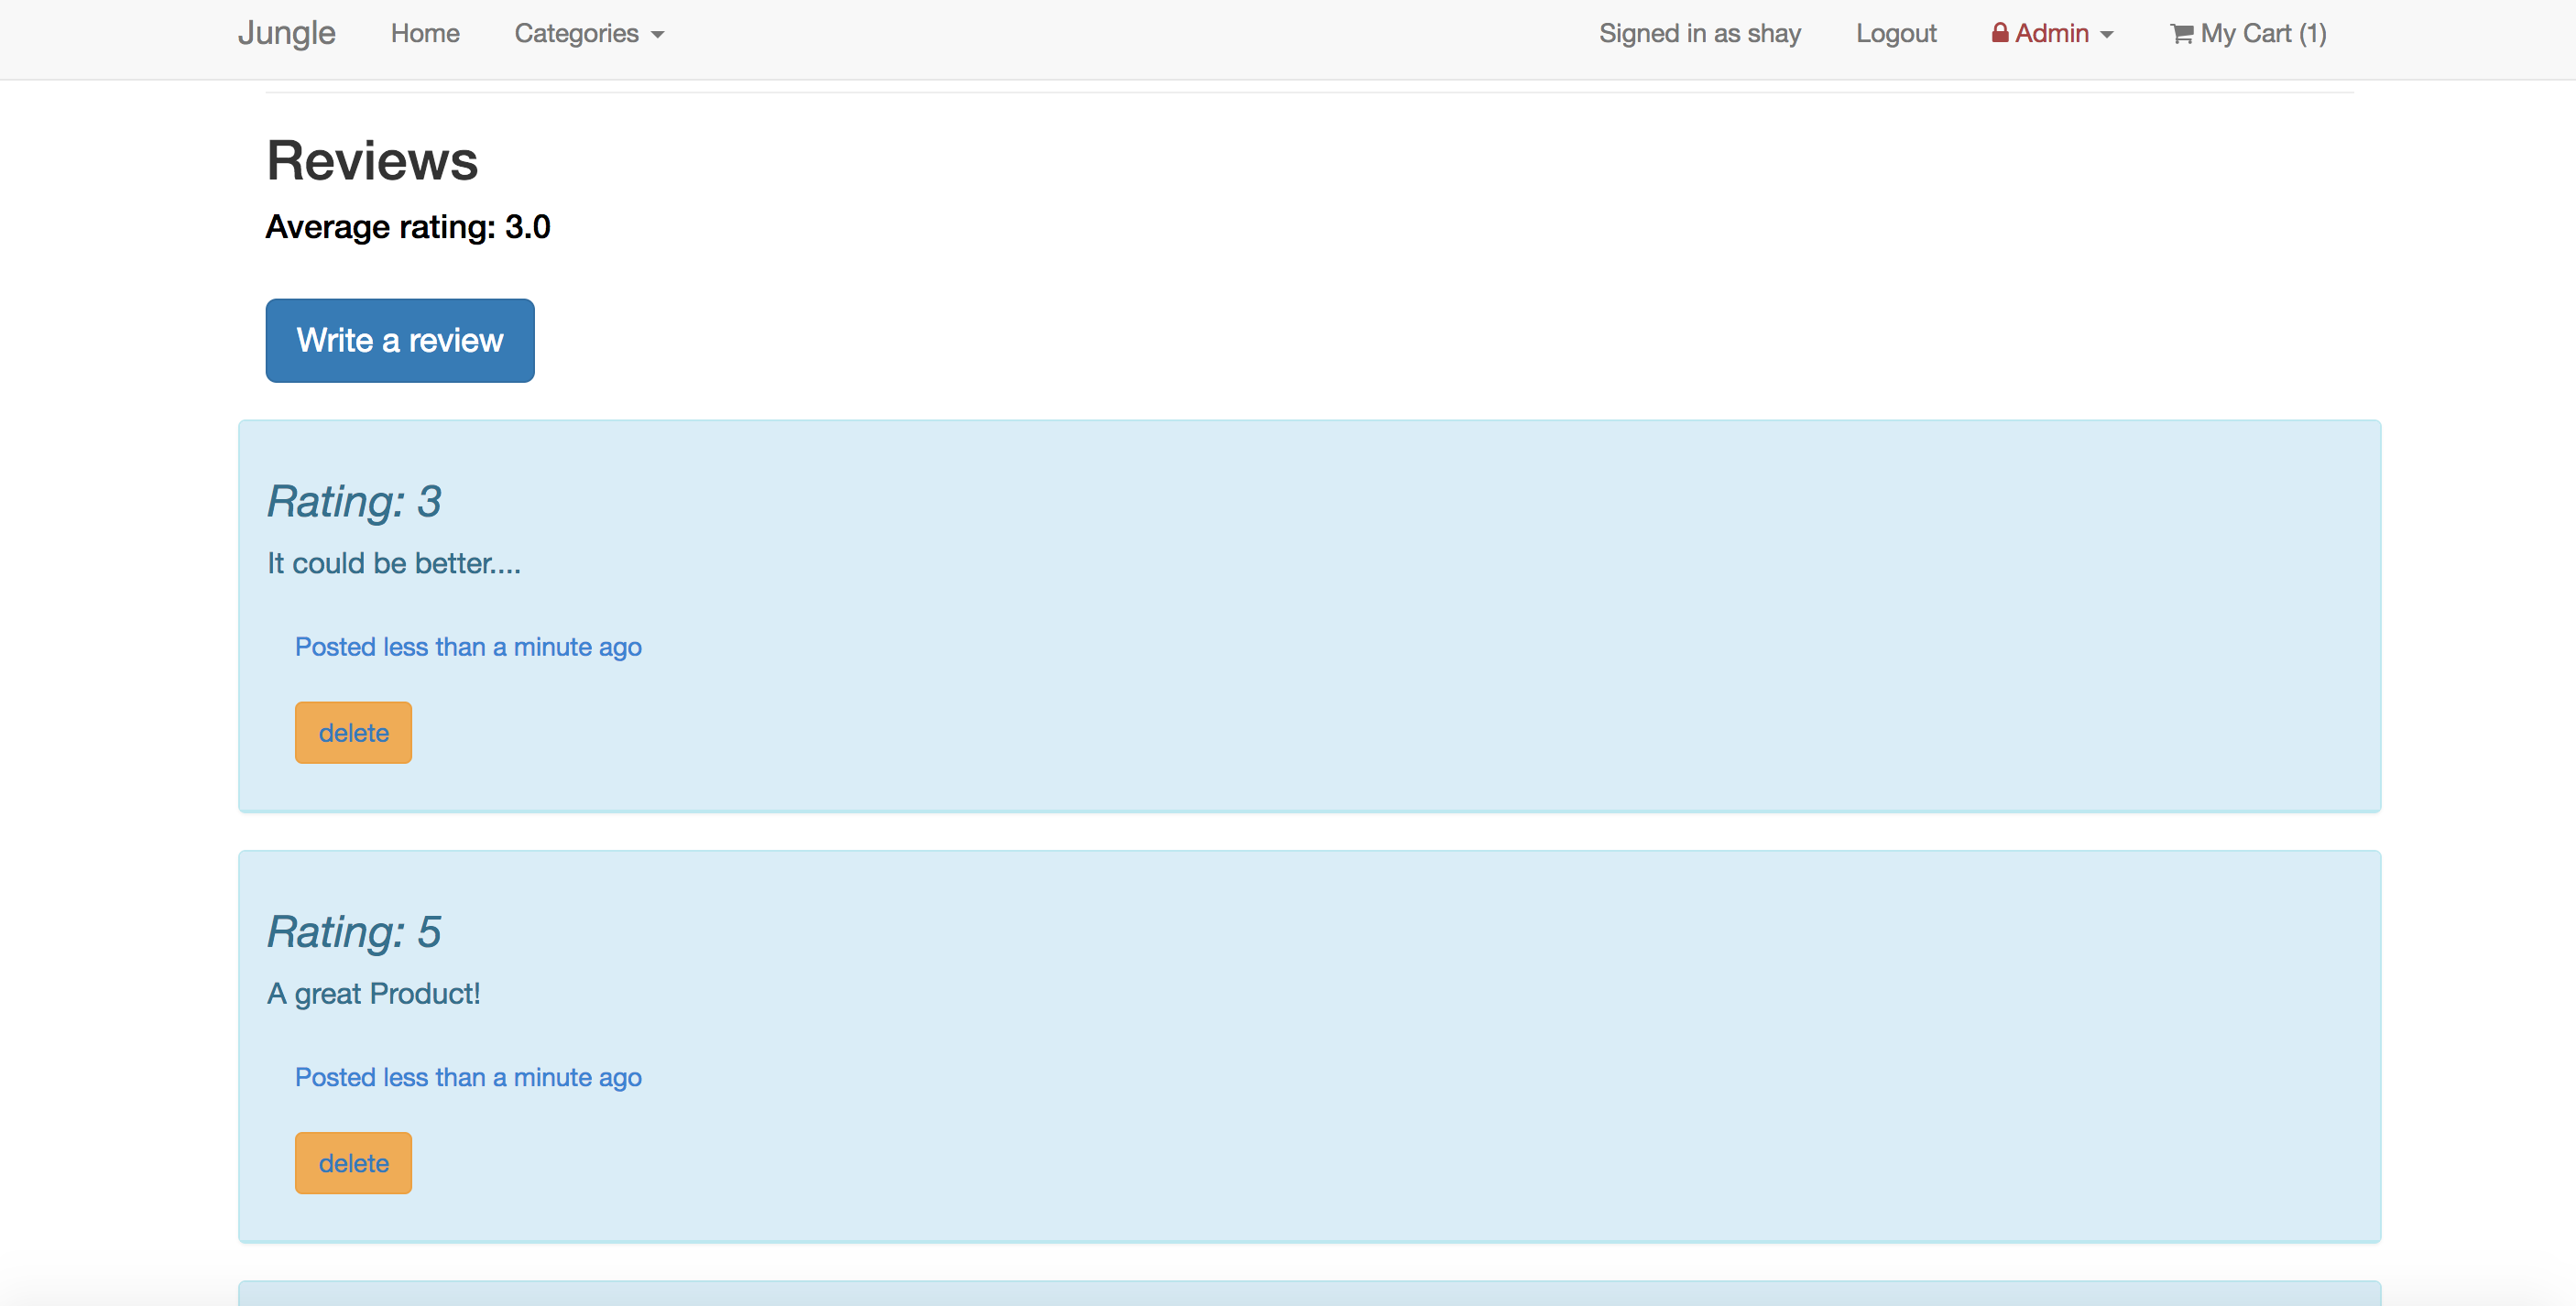 Jungle Home Categories Signed in as shay Logout Admin My Cart (1)
Reviews
Average rating: 3.0
Write a review
Rating: 3
It could be better....
Posted less than a minute ago
delete
Rating: 5
A great Product!
Posted less than a minute ago
delete